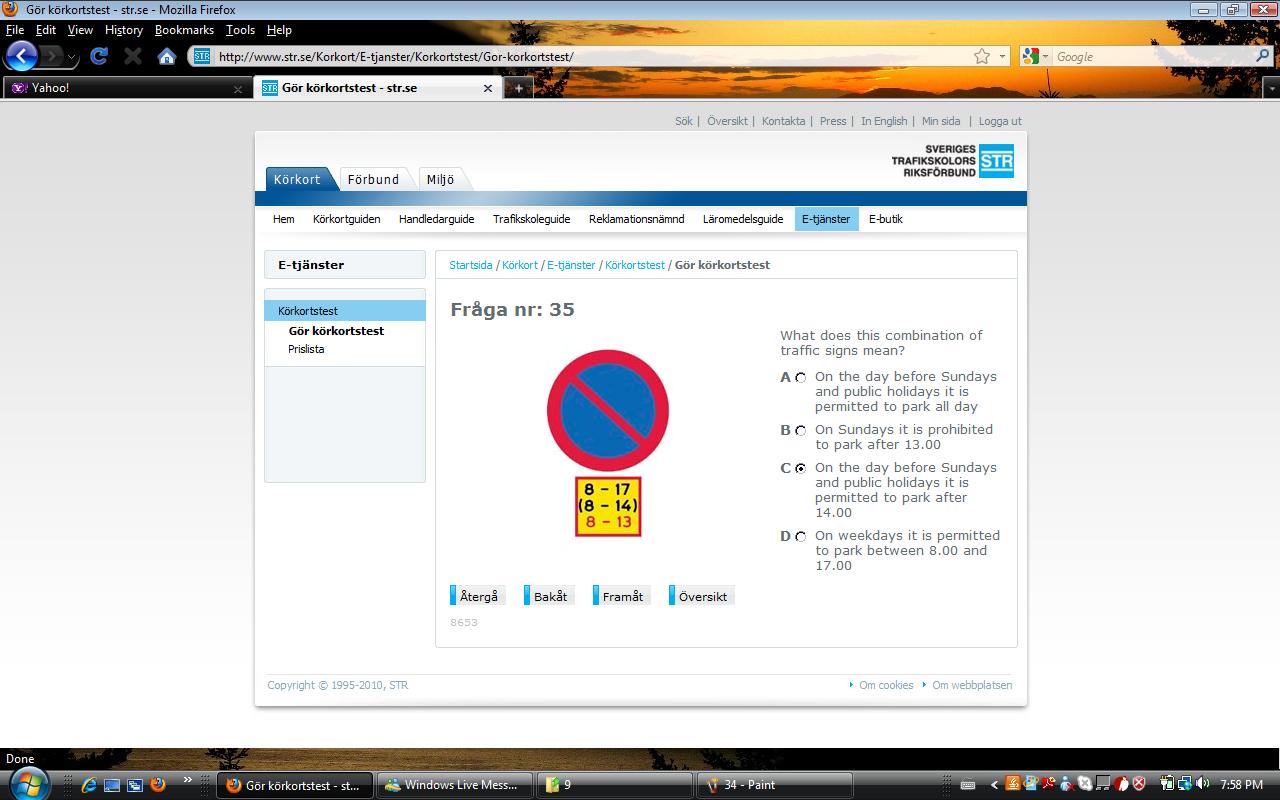 Gör körkortstest - str.se - Mozilla Firefox
File Edit View History Bookmarks Tools Help
STR http://www.str.se/Korkort/E-tjanster/Korkortstest/Gor-korkortstest/ Google
Yahoo! STR Gör körkortstest - str.se
Sök | Översikt | Kontakta | Press | In English | Min sida | Logga ut
SVERIGES
TRAFIKSKOLORS
RIKSFÖRBUND
STR
Körkort Förbund Miljö
Hem Körkortguiden Handledarguide Trafikskoleguide Reklamationsnämnd Läromedelsguide E-tjänster E-butik
E-tjänster
Körkortstest
Gör körkortstest
Prislista
Startsida / Körkort / E-tjänster / Körkortstest / Gör körkortstest
Fråga nr: 35
8 - 17
(8 - 14)
8 - 13
What does this combination of
traffic signs mean?
A On the day before Sundays
and public holidays it is
permitted to park all day
B On Sundays it is prohibited
to park after 13.00
C On the day before Sundays
and public holidays it is
permitted to park after
14.00
D On weekdays it is permitted
to park between 8.00 and
17.00
Återgå Bakåt Framåt Översikt
8653
Copyright © 1995-2010, STR Om cookies Om webbplatsen
Done
Gör körkortstest - st... Windows Live Mess... 9 34 - Paint 7:58 PM